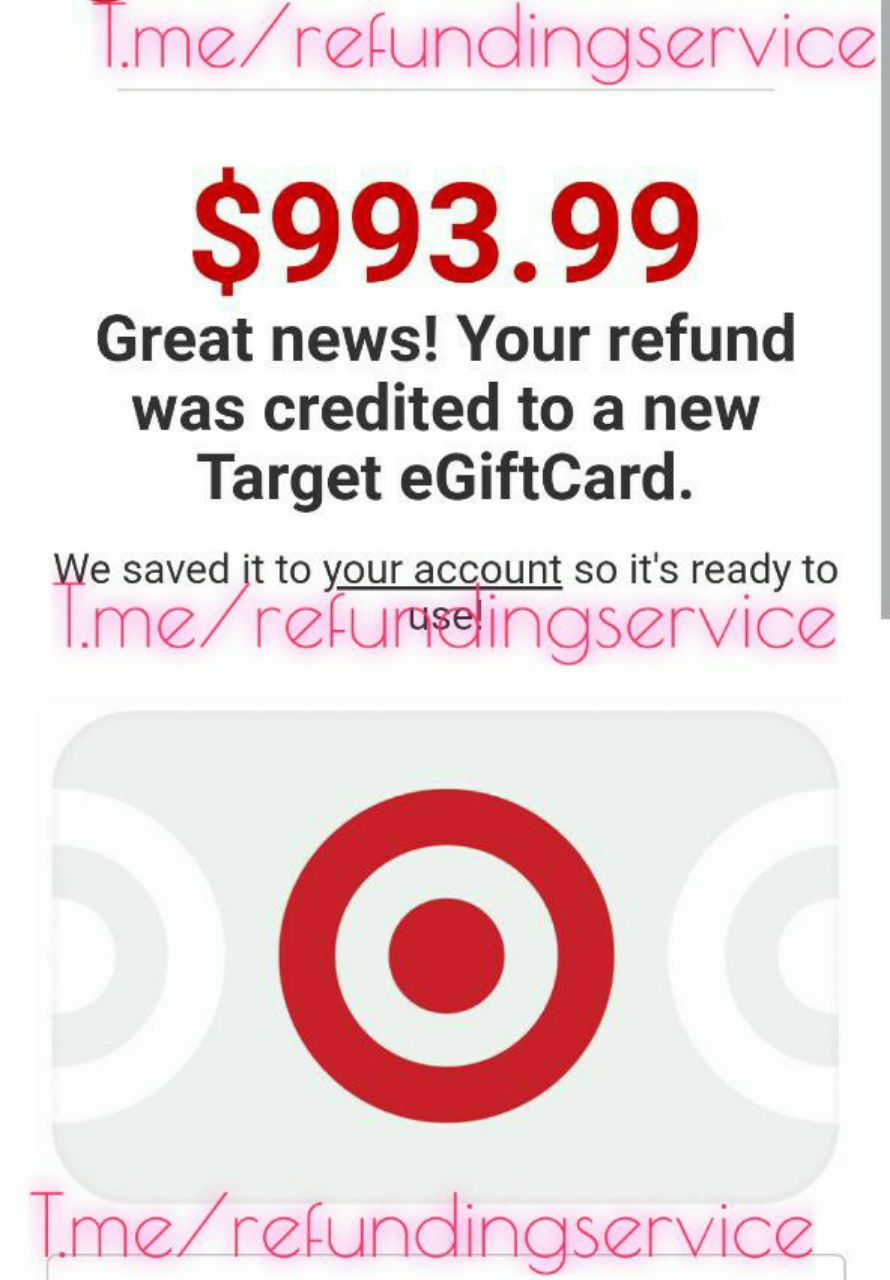 T.me/refundingservice
$993.99
Great news! Your refund
was credited to a new
Target eGiftCard.
We saved it to your account so it's ready to
use!
T.me/refundingservice
T.me/refundingservice